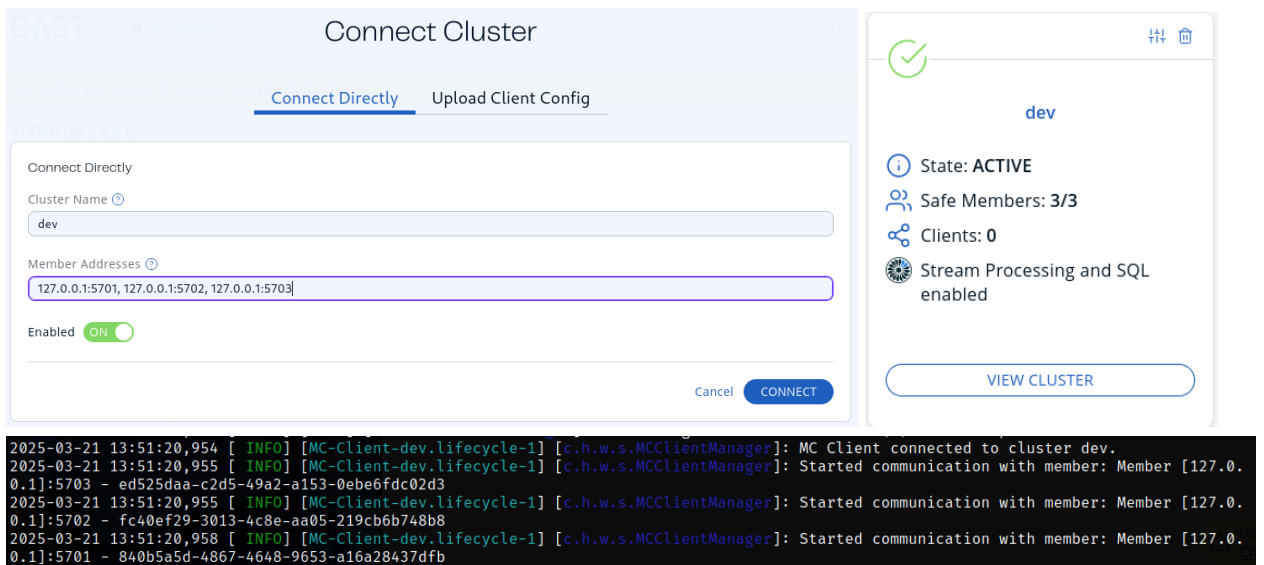 Connect Cluster
Connect Directly
Upload Client Config
Connections
Connect Directly
Cluster Name
dev
Member Addresses
127.0.0.1:5701, 127.0.0.1:5702, 127.0.0.1:5703
Enabled ON
Cancel
CONNECT
dev
State: ACTIVE
Safe Members: 3/3
Clients: 0
Stream Processing and SQL
enabled
VIEW CLUSTER
2025-03-21 13:51:20,954 [ INFO] [MC-Client-dev.lifecycle-1] [c.h.w.s.MCClientManager]: MC Client connected to cluster dev.
2025-03-21 13:51:20,955 [ INFO] [MC-Client-dev.lifecycle-1] [c.h.w.s.MCClientManager]: Started communication with member: Member [127.0.
0.1]:5703 - ed525daa-c2d5-49a2-a153-0ebe6fdc02d3
2025-03-21 13:51:20,955 [ INFO] [MC-Client-dev.lifecycle-1] [c.h.w.s.MCClientManager]: Started communication with member: Member [127.0.
0.1]:5702 - fc40ef29-3013-4c8e-aa05-219cb6b748b8
2025-03-21 13:51:20,958 [ INFO] [MC-Client-dev.lifecycle-1] [c.h.w.s.MCClientManager]: Started communication with member: Member [127.0.
0.1]:5701 - 840b5a5d-4867-4648-9653-a16a28437dfb